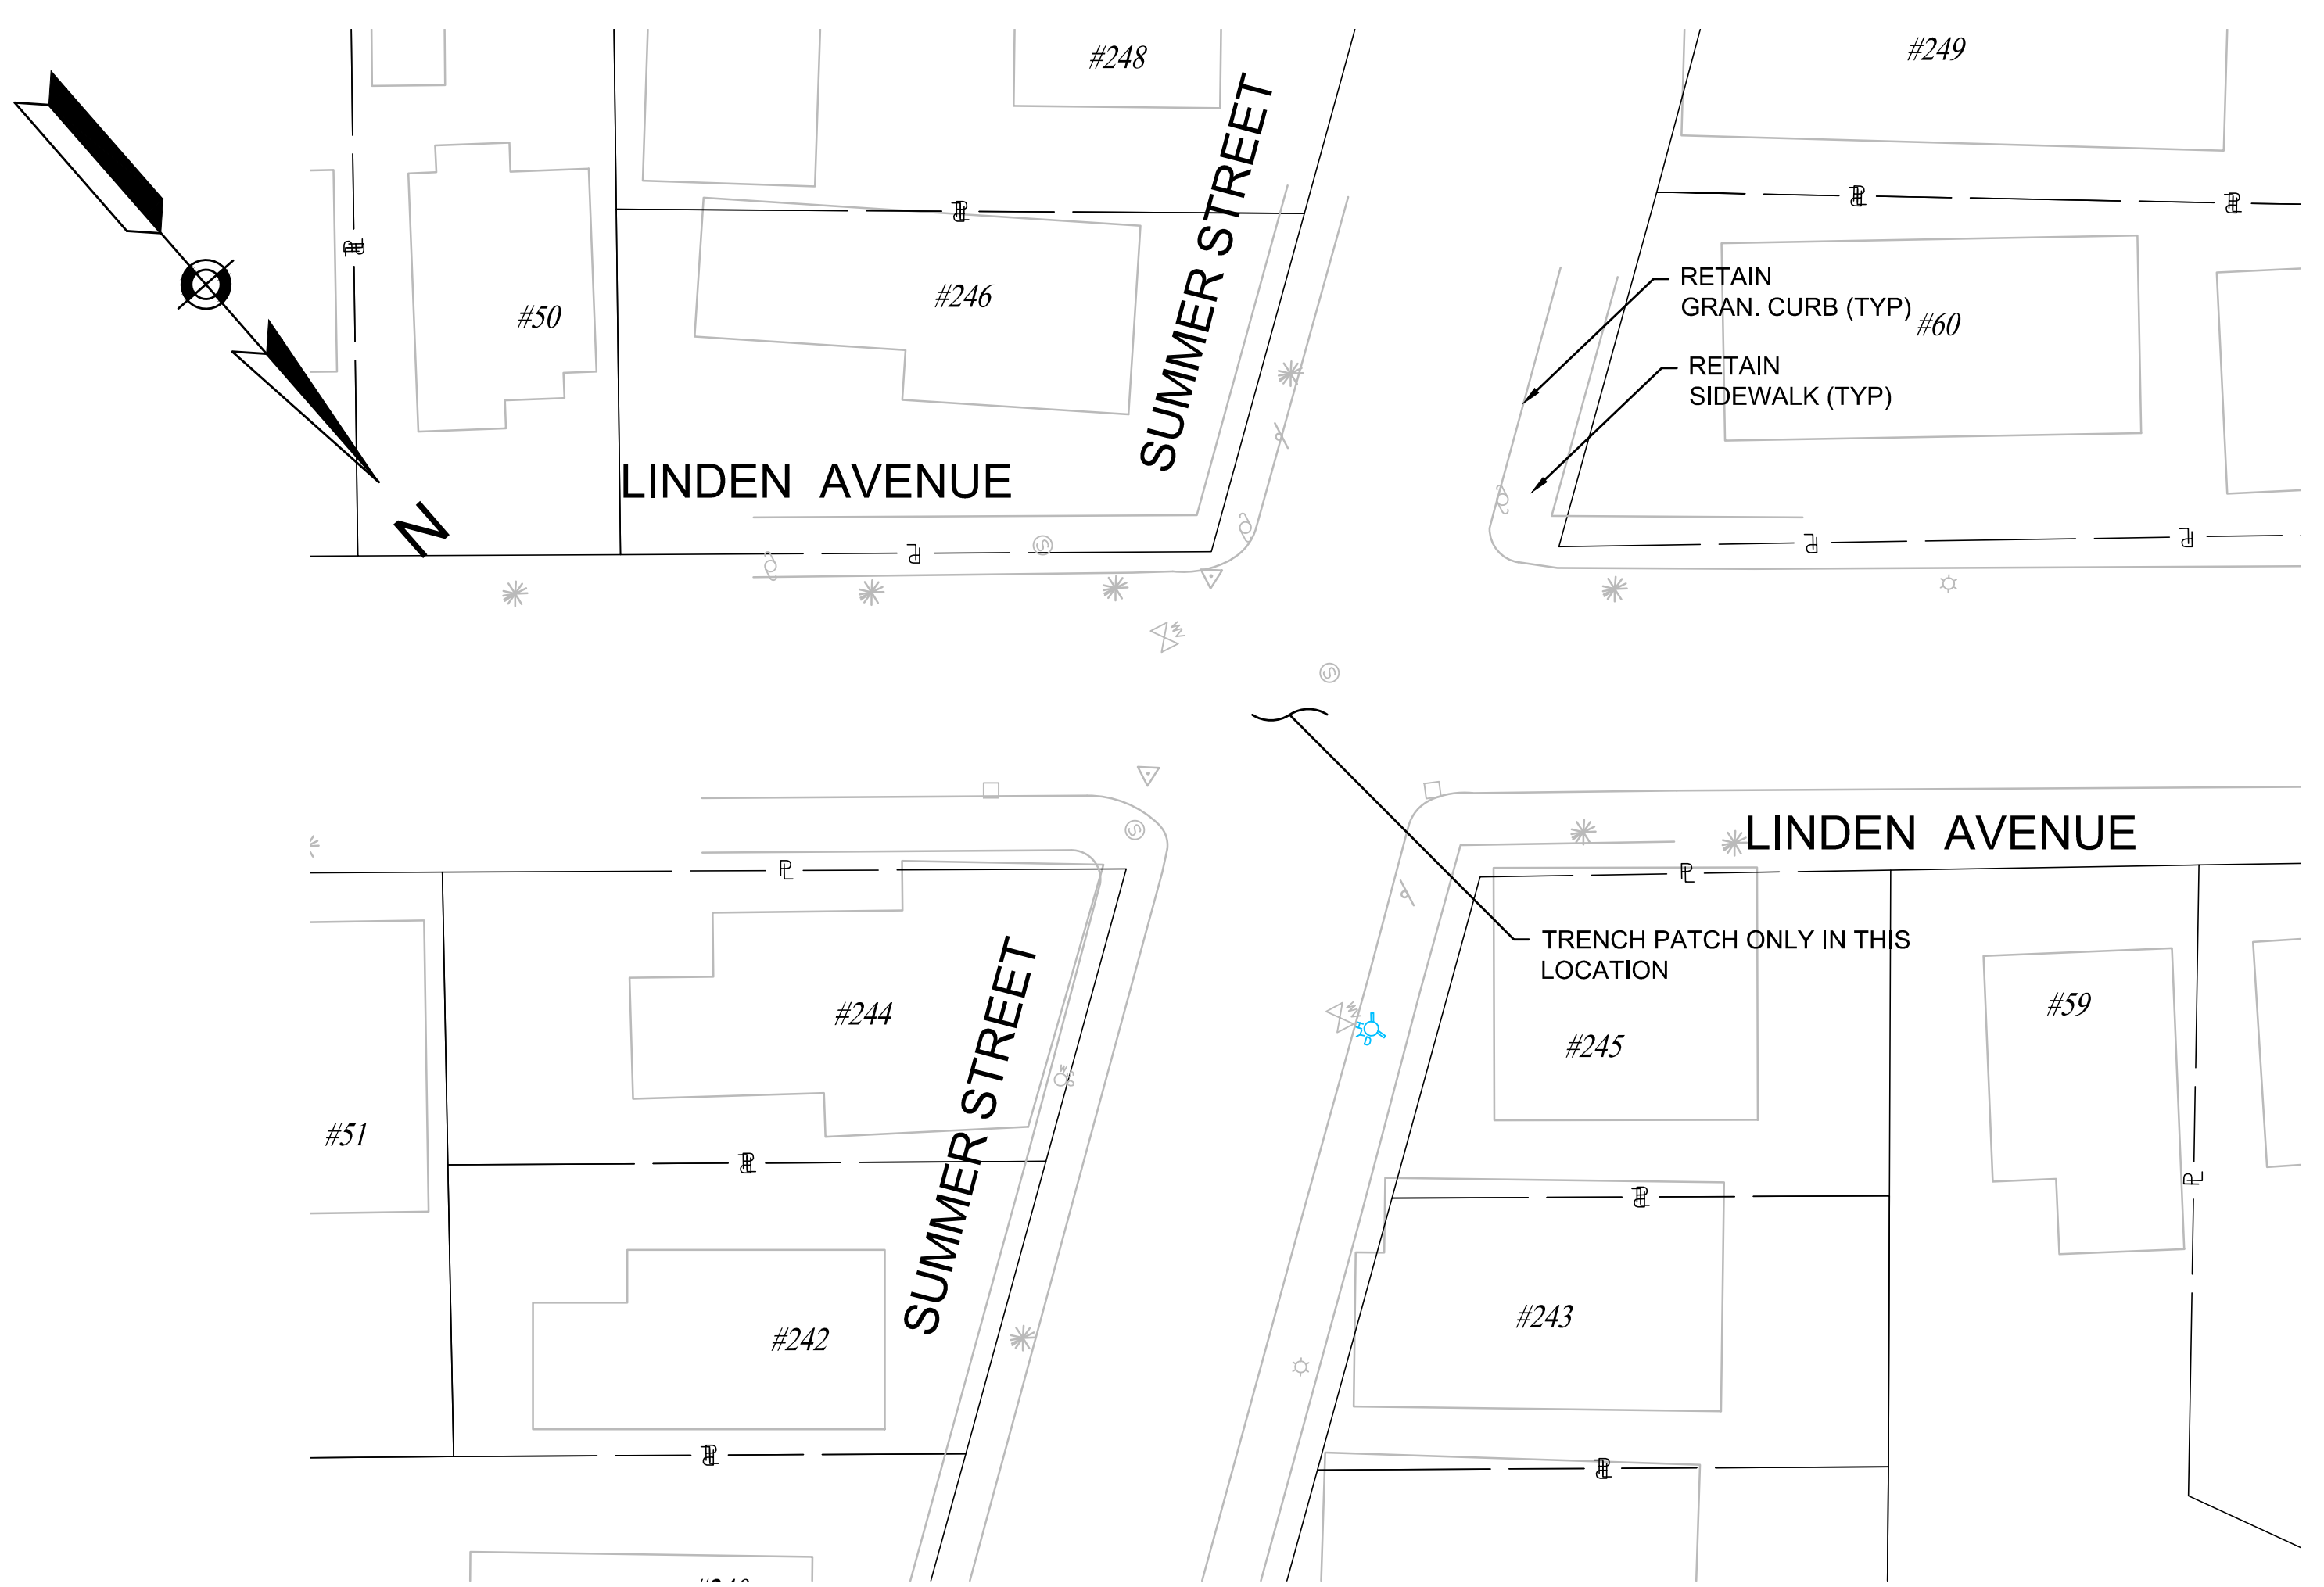 #248
#249
SUMMER STREET
#50
#246
RETAIN
GRAN. CURB (TYP)
#60
RETAIN
SIDEWALK (TYP)
LINDEN AVENUE
N
S
S
LINDEN AVENUE
S
TRENCH PATCH ONLY IN THIS
LOCATION
#244
SUMMER STREET
#59
#245
#51
#242
#243